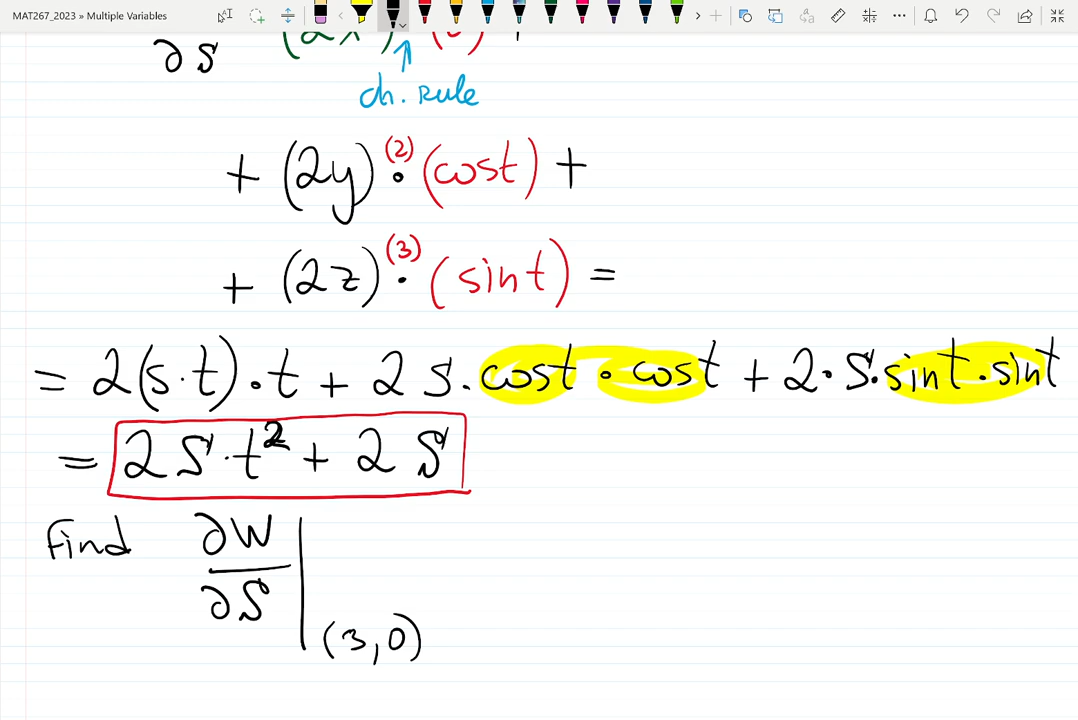 MAT267_2023 » Multiple Variables
∂S
ch. rule
+ (2y) (2) · (cost) +
+ (2z) (3) · (sint) =
= 2(s·t)·t + 2s·cost·cost + 2·s·sint·sint
= 2s·t² + 2s
Find ∂W/∂S |(3,0)